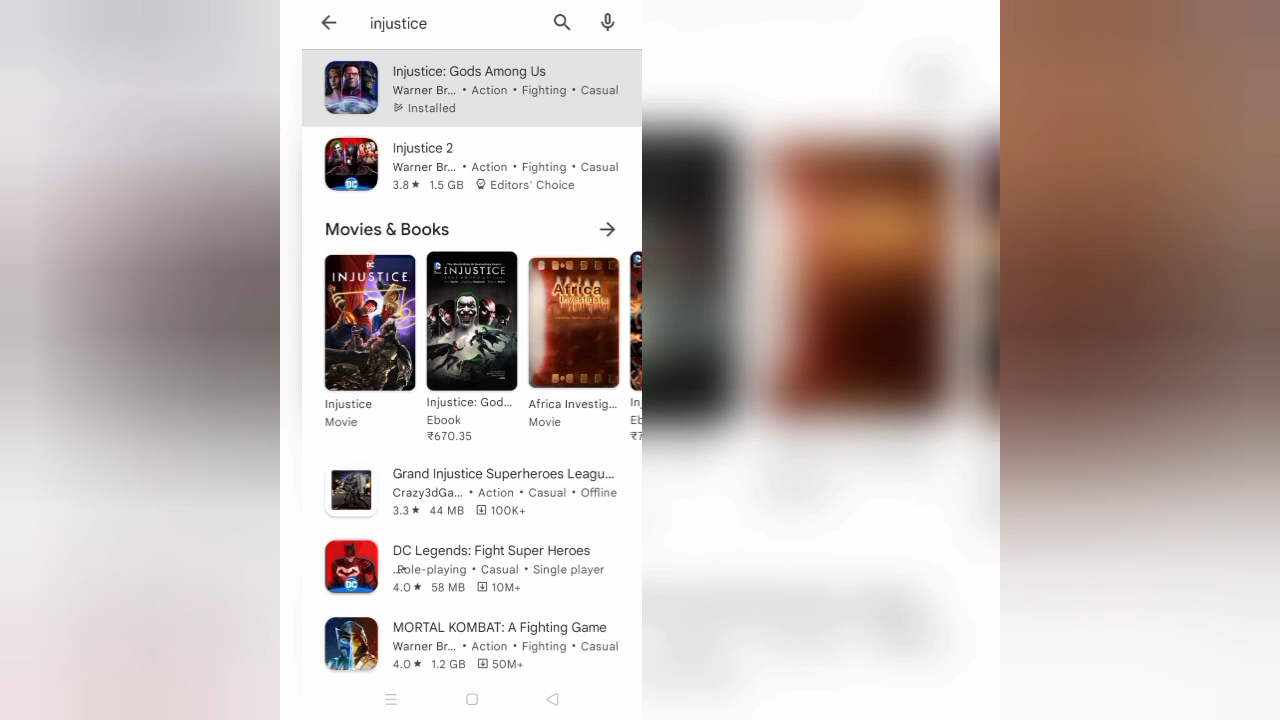 injustice
Injustice: Gods Among Us
Warner Br... • Action • Fighting • Casual
Installed
Injustice 2
Warner Br... • Action • Fighting • Casual
3.8★ 1.5 GB Editors' Choice
Movies & Books
INJUSTICE
INJUSTICE
Africa
Investigates
Injustice
Movie
Injustice: God...
Ebook
₹670.35
Africa Investig...
Movie
Grand Injustice Superheroes Leagu...
Crazy3dGa... • Action • Casual • Offline
3.3★ 44 MB 100K+
DC Legends: Fight Super Heroes
...Role-playing • Casual • Single player
4.0★ 58 MB 10M+
MORTAL KOMBAT: A Fighting Game
Warner Br... • Action • Fighting • Casual
4.0★ 1.2 GB 50M+